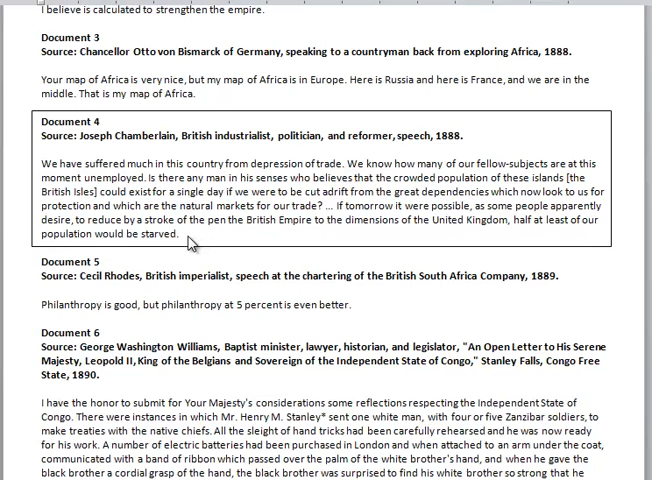 I believe is calculated to strengthen the empire.
Document 3
Source: Chancellor Otto von Bismarck of Germany, speaking to a countryman back from exploring Africa, 1888.
Your map of Africa is very nice, but my map of Africa is in Europe. Here is Russia and here is France, and we are in the
middle. That is my map of Africa.
Document 4
Source: Joseph Chamberlain, British industrialist, politician, and reformer, speech, 1888.
We have suffered much in this country from depression of trade. We know how many of our fellow-subjects are at this
moment unemployed. Is there any man in his senses who believes that the crowded population of these islands [the
British Isles] could exist for a single day if we were to be cut adrift from the great dependencies which now look to us for
protection and which are the natural markets for our trade? ... If tomorrow it were possible, as some people apparently
desire, to reduce by a stroke of the pen the British Empire to the dimensions of the United Kingdom, half at least of our
population would be starved.
Document 5
Source: Cecil Rhodes, British imperialist, speech at the chartering of the British South Africa Company, 1889.
Philanthropy is good, but philanthropy at 5 percent is even better.
Document 6
Source: George Washington Williams, Baptist minister, lawyer, historian, and legislator, "An Open Letter to His Serene
Majesty, Leopold II, King of the Belgians and Sovereign of the Independent State of Congo," Stanley Falls, Congo Free
State, 1890.
I have the honor to submit for Your Majesty's considerations some reflections respecting the Independent State of
Congo. There were instances in which Mr. Henry M. Stanley* sent one white man, with four or five Zanzibar soldiers, to
make treaties with the native chiefs. All the sleight of hand tricks had been carefully rehearsed and he was now ready
for his work. A number of electric batteries had been purchased in London and when attached to an arm under the coat,
communicated with a band of ribbon which passed over the palm of the white brother's hand, and when he gave the
black brother a cordial grasp of the hand, the black brother was surprised to find his white brother so strong that he